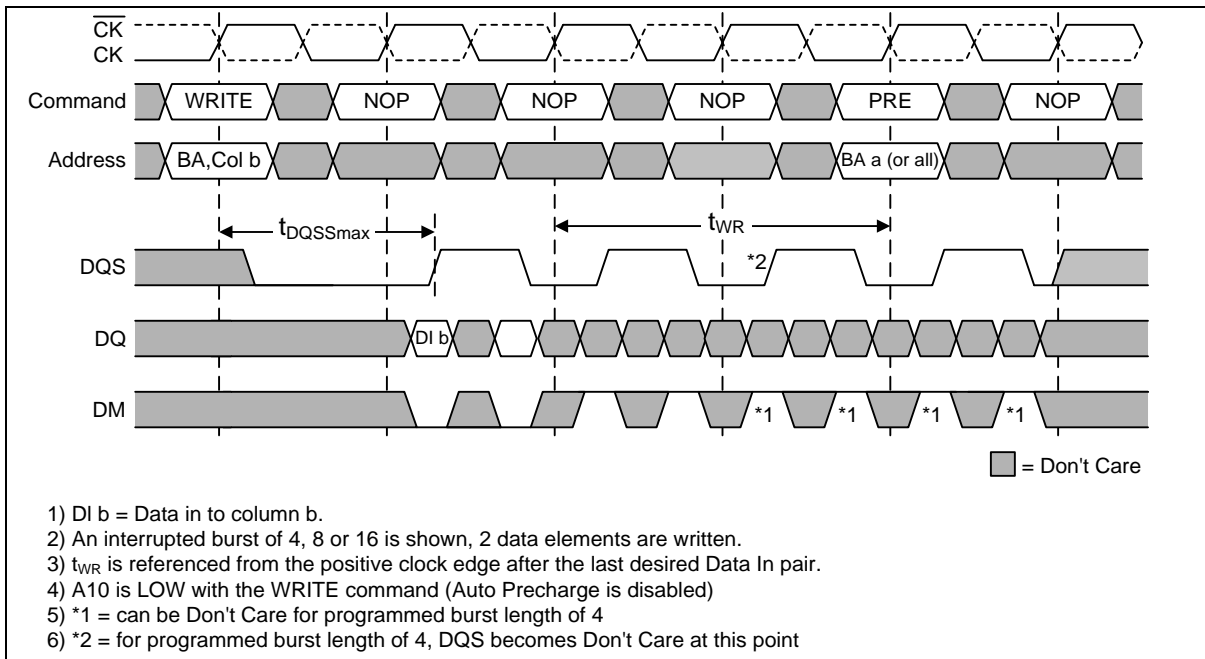 CK
CK
Command WRITE NOP NOP NOP PRE NOP
Address BA,Col b BA a (or all)
tDQSSmax tWR
DQS *2
DQ DI b
DM *1 *1 *1 *1
= Don't Care
1) DI b = Data in to column b.
2) An interrupted burst of 4, 8 or 16 is shown, 2 data elements are written.
3) tWR is referenced from the positive clock edge after the last desired Data In pair.
4) A10 is LOW with the WRITE command (Auto Precharge is disabled)
5) *1 = can be Don't Care for programmed burst length of 4
6) *2 = for programmed burst length of 4, DQS becomes Don't Care at this point